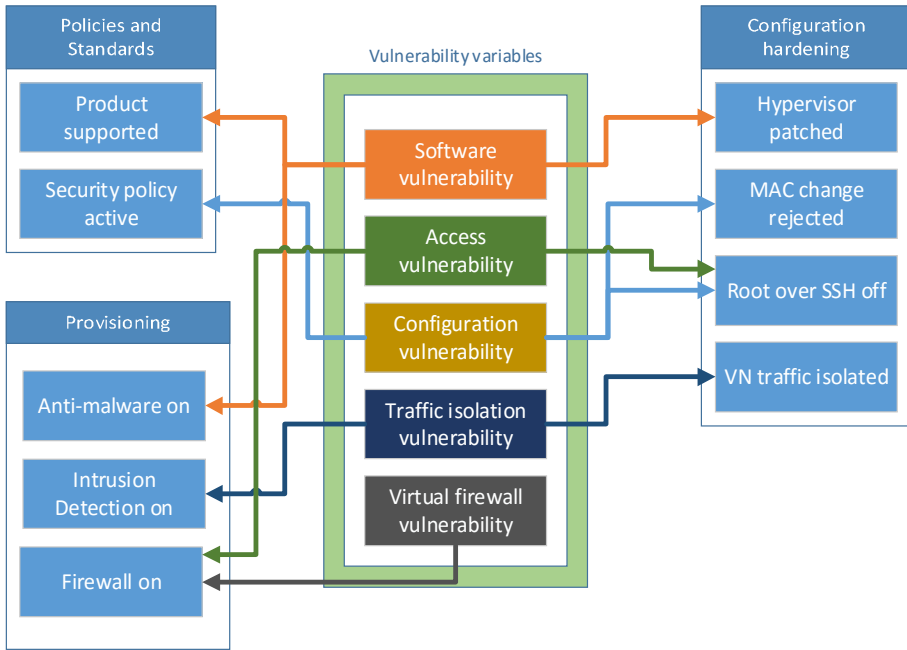 Policies and
Standards
Product
supported
Security policy
active
Provisioning
Anti-malware on
Intrusion
Detection on
Firewall on
Vulnerability variables
Software
vulnerability
Access
vulnerability
Configuration
vulnerability
Traffic isolation
vulnerability
Virtual firewall
vulnerability
Configuration
hardening
Hypervisor
patched
MAC change
rejected
Root over SSH off
VN traffic isolated